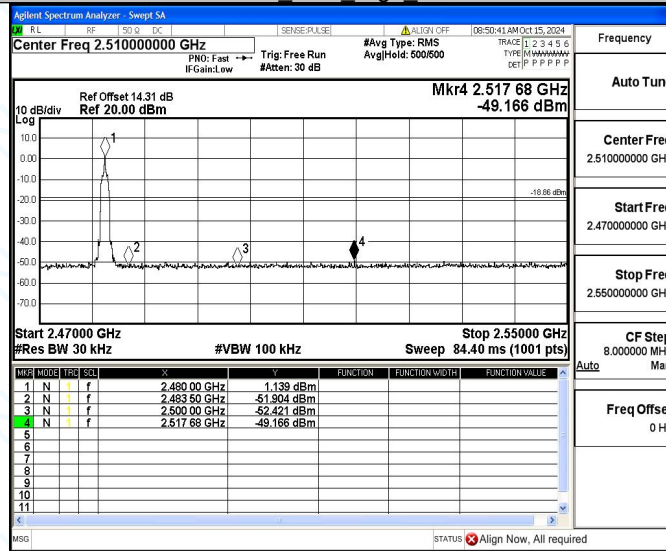 Agilent Spectrum Analyzer - Swept SA
LXI RL RF 50 Ω DC SENSE:PULSE ALIGN OFF 08:50:41 AM Oct 15, 2024
Center Freq 2.510000000 GHz
PNO: Fast
IFGain:Low
Trig: Free Run
#Atten: 30 dB
#Avg Type: RMS
Avg|Hold: 500/500
TRACE 1 2 3 4 5 6
TYPE M WWWWW
DET P P P P P P
Ref Offset 14.31 dB
10 dB/div Ref 20.00 dBm
Log
Mkr4 2.517 68 GHz
-49.166 dBm
10.0
0.00
-10.0
-20.0
-30.0
-40.0
-50.0
-60.0
-70.0
1
2
3
4
-18.86 dBm
Start 2.47000 GHz Stop 2.55000 GHz
#Res BW 30 kHz #VBW 100 kHz Sweep 84.40 ms (1001 pts)
MKR MODE TRC SCL X Y FUNCTION FUNCTION WIDTH FUNCTION VALUE
1 N 1 f 2.480 00 GHz 1.139 dBm
2 N 1 f 2.483 50 GHz -51.904 dBm
3 N 1 f 2.500 00 GHz -52.421 dBm
4 N 1 f 2.517 68 GHz -49.166 dBm
5
6
7
8
9
10
11
MSG STATUS Align Now, All required
Frequency
Auto Tun
Center Fre
2.510000000 GH
Start Fre
2.470000000 GH
Stop Fre
2.550000000 GH
CF Ste
8.000000 MH
Auto Ma
Freq Offse
0 H